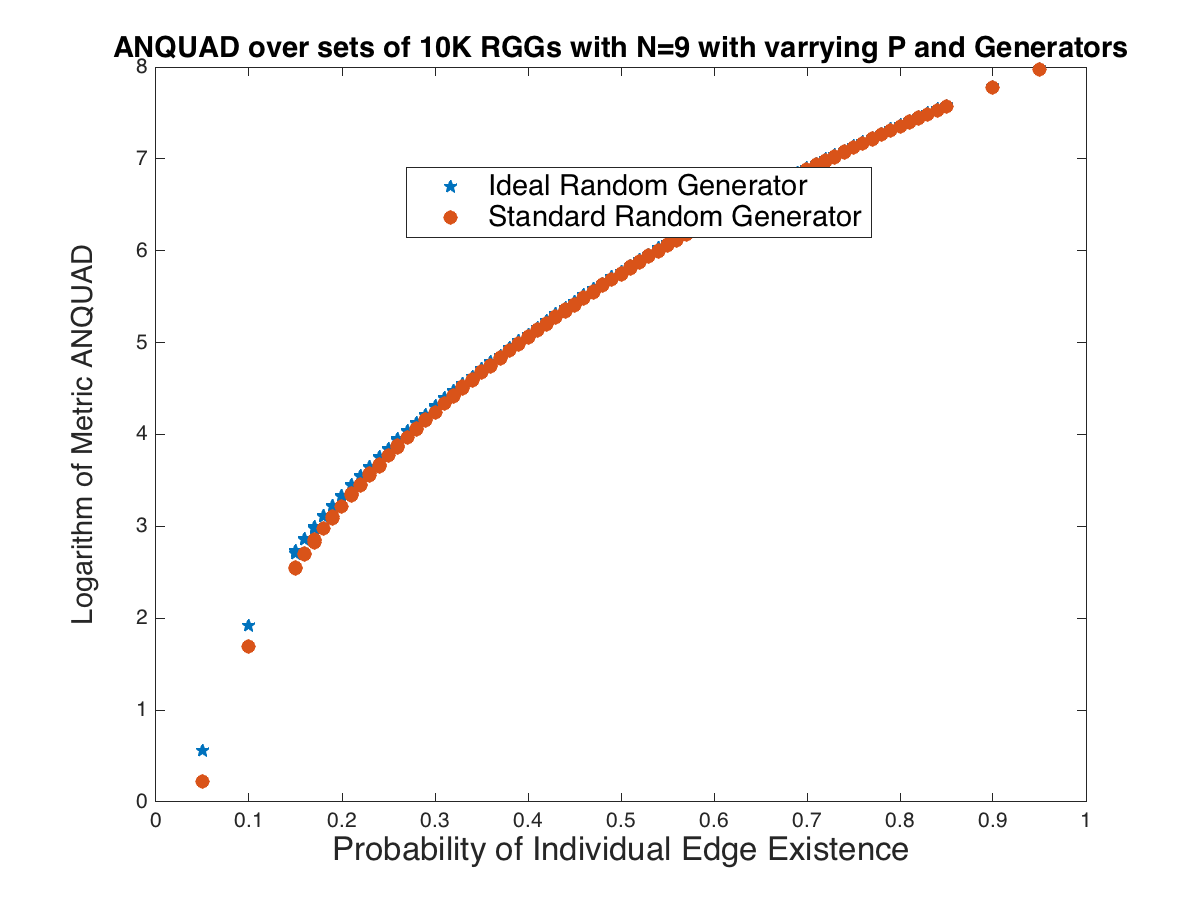 ANQUAD over sets of 10K RGGs with N=9 with varrying P and Generators
8
7
6
5
4
3
2
1
0
Logarithm of Metric ANQUAD
Ideal Random Generator
Standard Random Generator
0 0.1 0.2 0.3 0.4 0.5 0.6 0.7 0.8 0.9 1
Probability of Individual Edge Existence